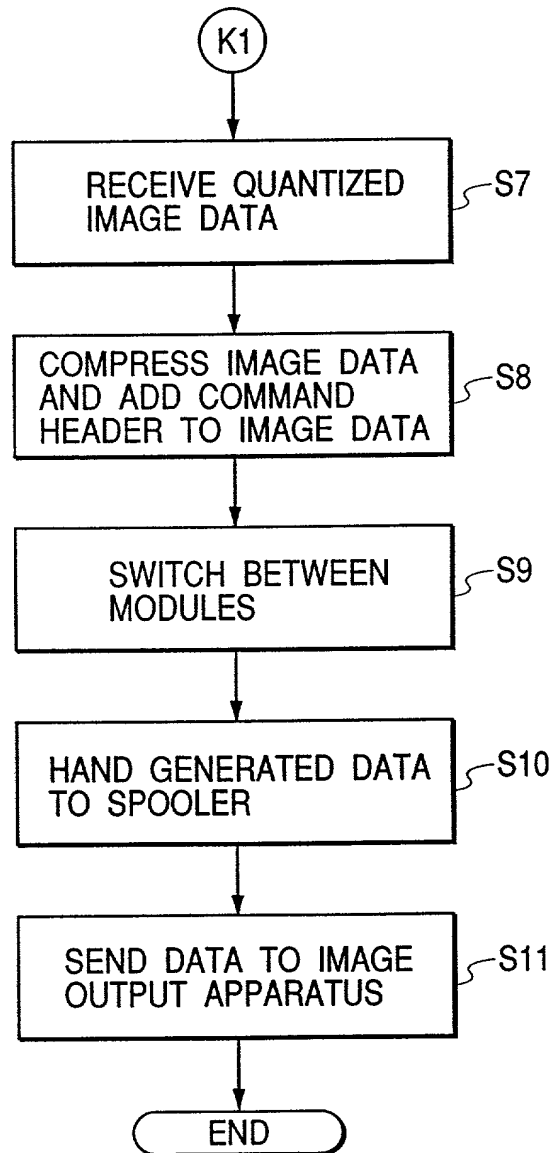 K1
RECEIVE QUANTIZED
IMAGE DATA
S7
COMPRESS IMAGE DATA
AND ADD COMMAND
HEADER TO IMAGE DATA
S8
SWITCH BETWEEN
MODULES
S9
HAND GENERATED DATA
TO SPOOLER
S10
SEND DATA TO IMAGE
OUTPUT APPARATUS
S11
END